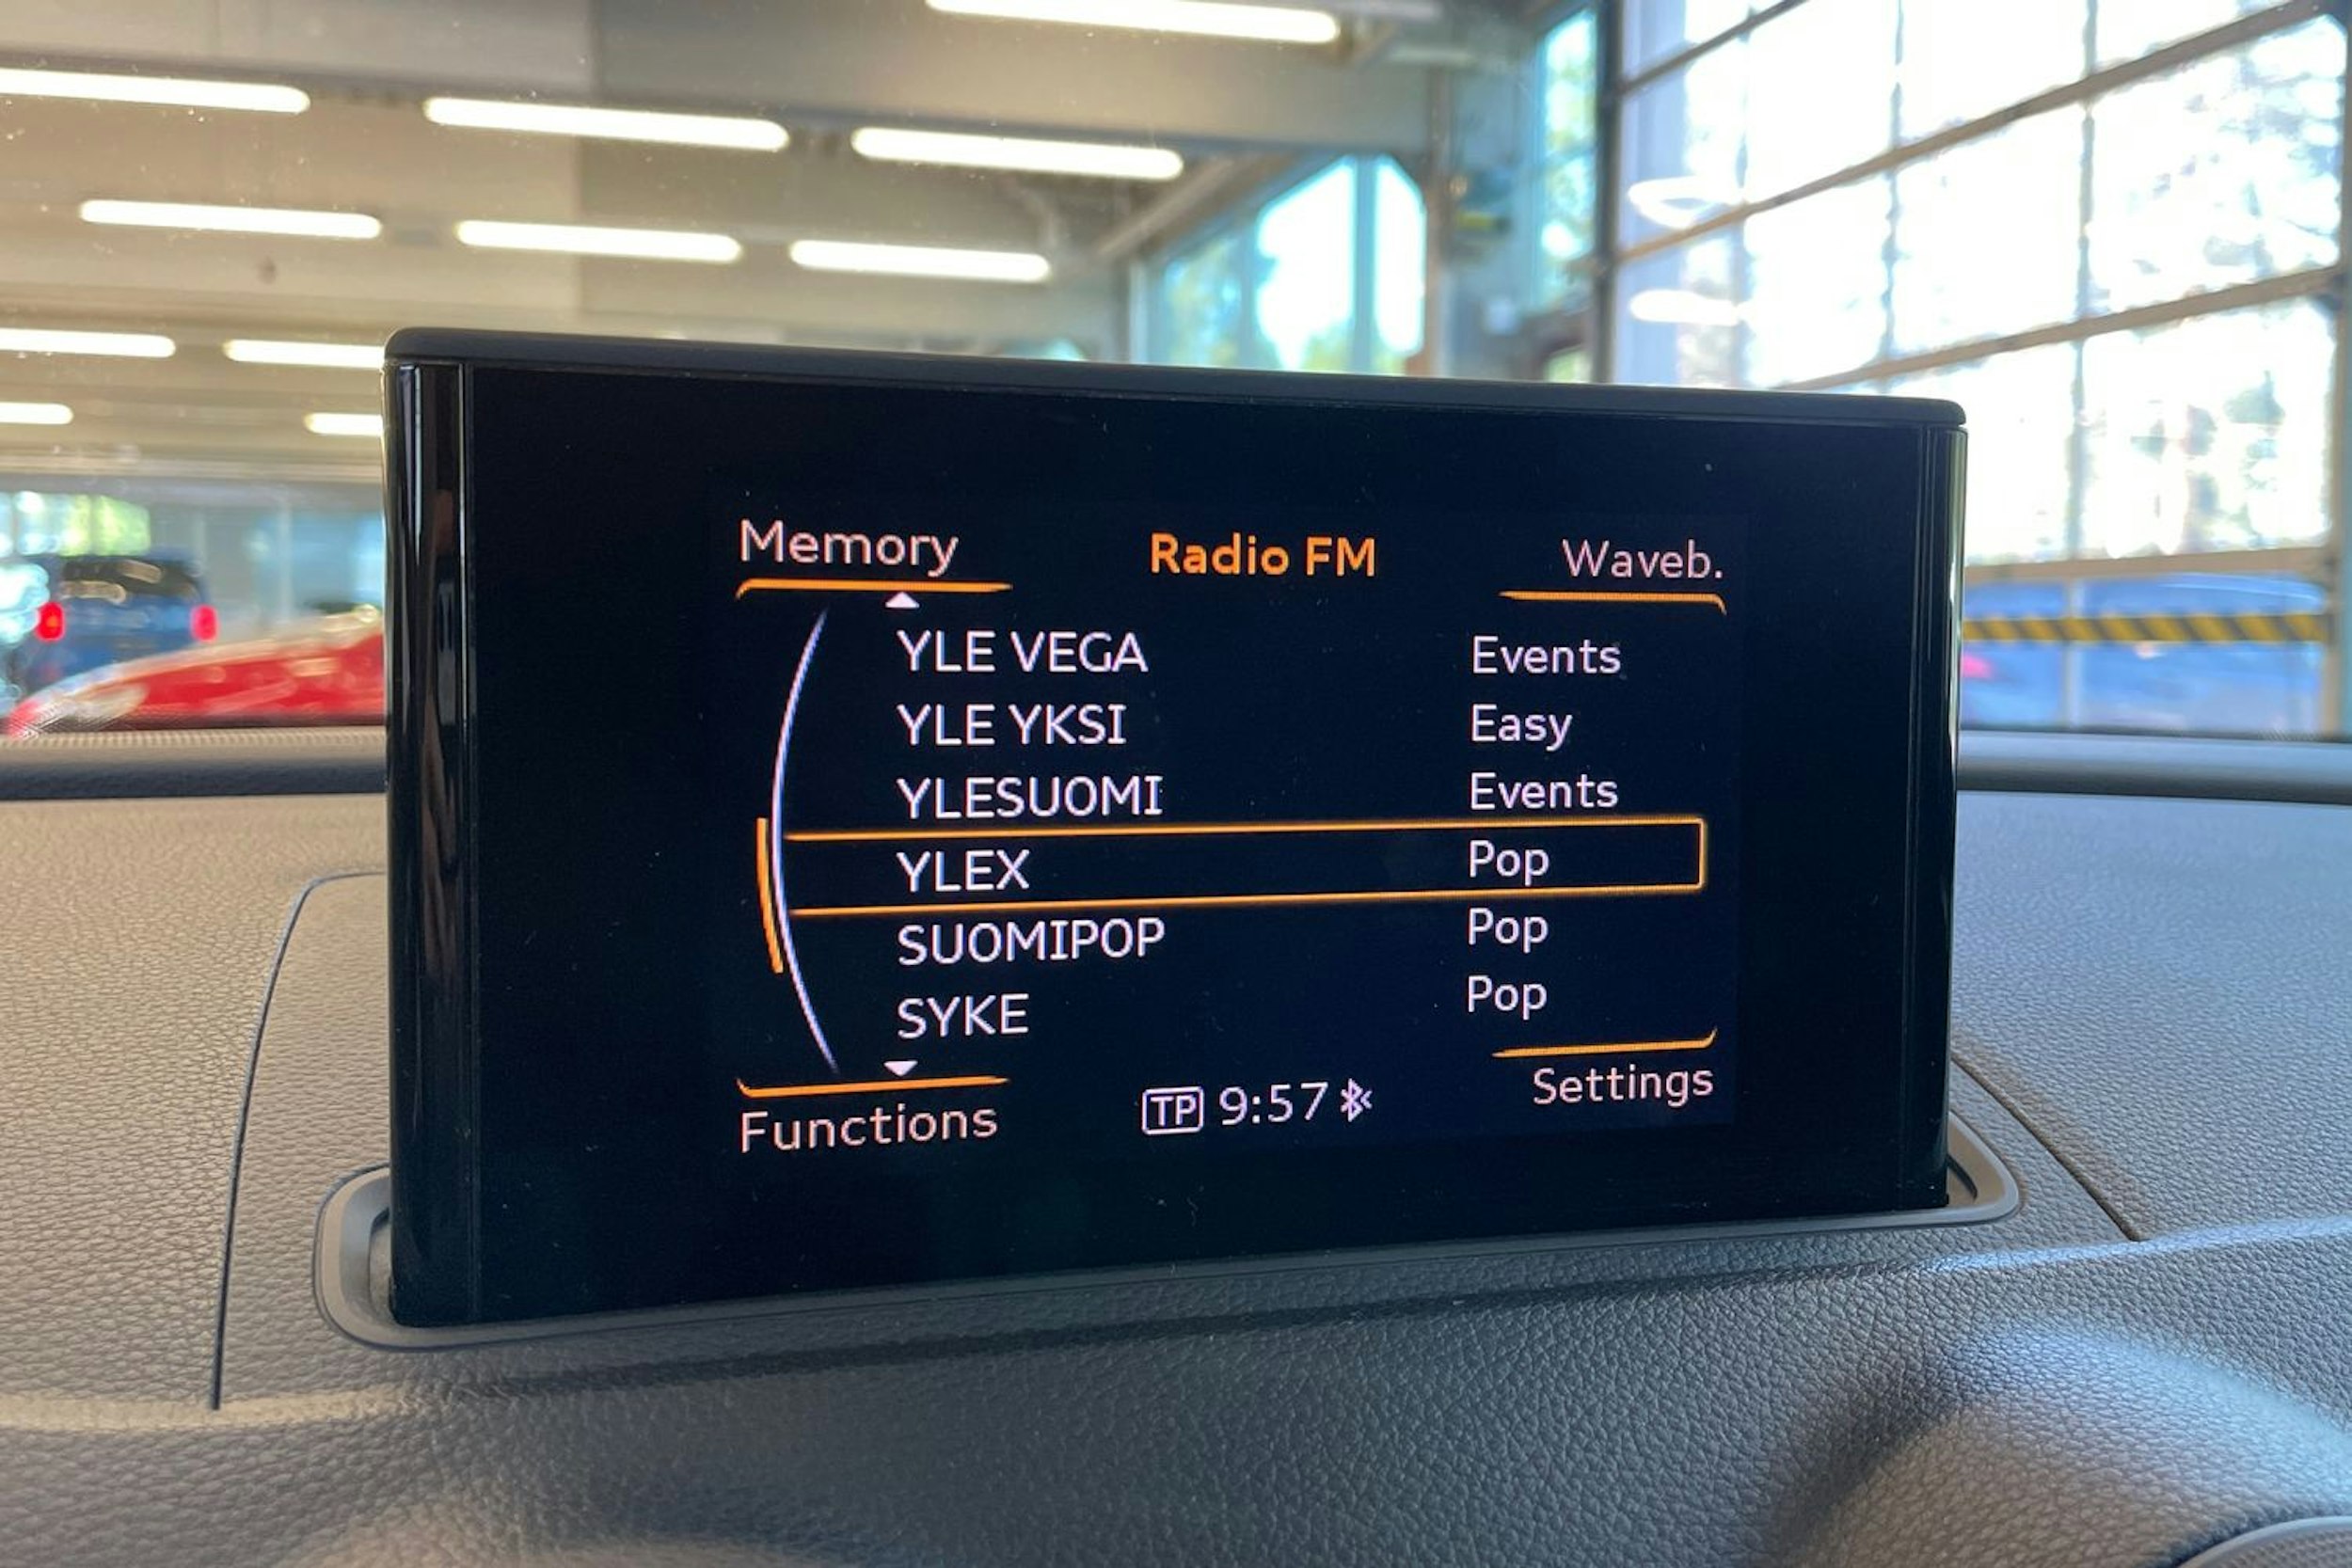 Memory Radio FM Waveb.
YLE VEGA Events
YLE YKSI Easy
YLESUOMI Events
YLEX Pop
SUOMIPOP Pop
SYKE Pop
Functions TP 9:57 Settings